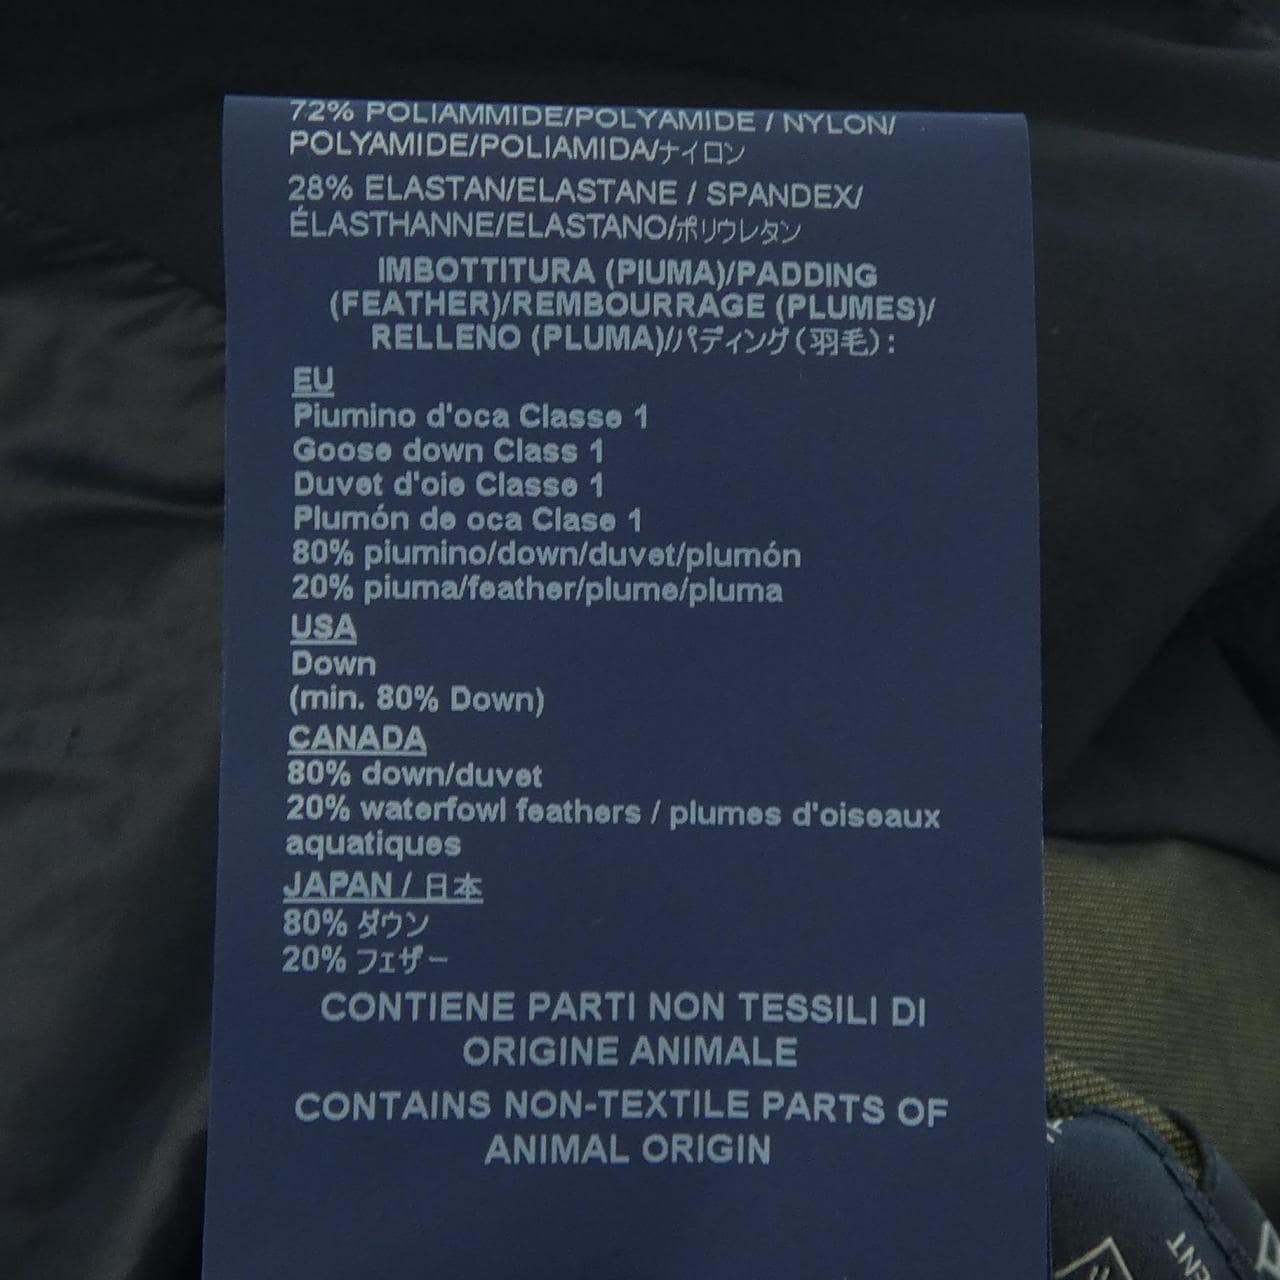 72% POLIAMMIDE/POLYAMIDE / NYLON/
POLYAMIDE/POLIAMIDA/ナイロン
28% ELASTAN/ELASTANE / SPANDEX/
ÉLASTHANNE/ELASTANO/ポリウレタン
IMBOTTITURA (PIUMA)/PADDING
(FEATHER)/REMBOURRAGE (PLUMES)/
RELLENO (PLUMA)/パディング(羽毛):
EU
Piumino d'oca Classe 1
Goose down Class 1
Duvet d'oie Classe 1
Plumón de oca Clase 1
80% piumino/down/duvet/plumón
20% piuma/feather/plume/pluma
USA
Down
(min. 80% Down)
CANADA
80% down/duvet
20% waterfowl feathers / plumes d'oiseaux
aquatiques
JAPAN / 日本
80% ダウン
20% フェザー
CONTIENE PARTI NON TESSILI DI
ORIGINE ANIMALE
CONTAINS NON-TEXTILE PARTS OF
ANIMAL ORIGIN